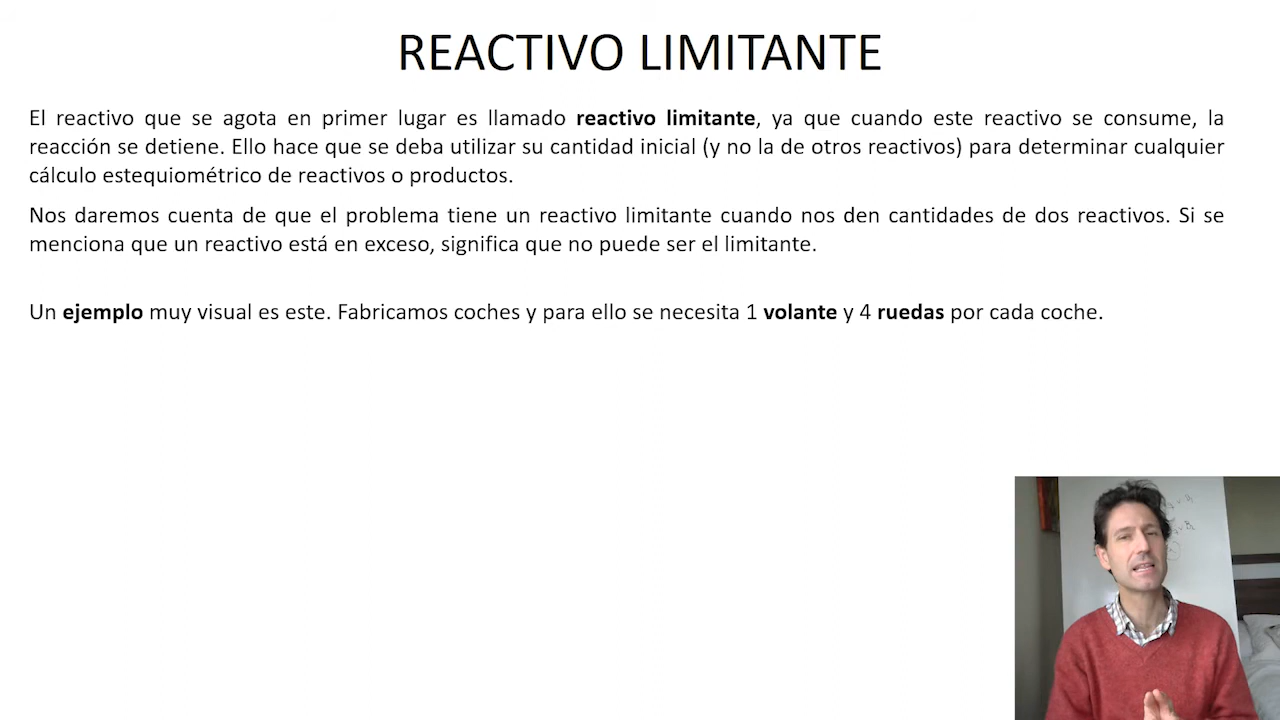 REACTIVO LIMITANTE
El reactivo que se agota en primer lugar es llamado reactivo limitante, ya que cuando este reactivo se consume, la
reacción se detiene. Ello hace que se deba utilizar su cantidad inicial (y no la de otros reactivos) para determinar cualquier
cálculo estequiométrico de reactivos o productos.
Nos daremos cuenta de que el problema tiene un reactivo limitante cuando nos den cantidades de dos reactivos. Si se
menciona que un reactivo está en exceso, significa que no puede ser el limitante.
Un ejemplo muy visual es este. Fabricamos coches y para ello se necesita 1 volante y 4 ruedas por cada coche.